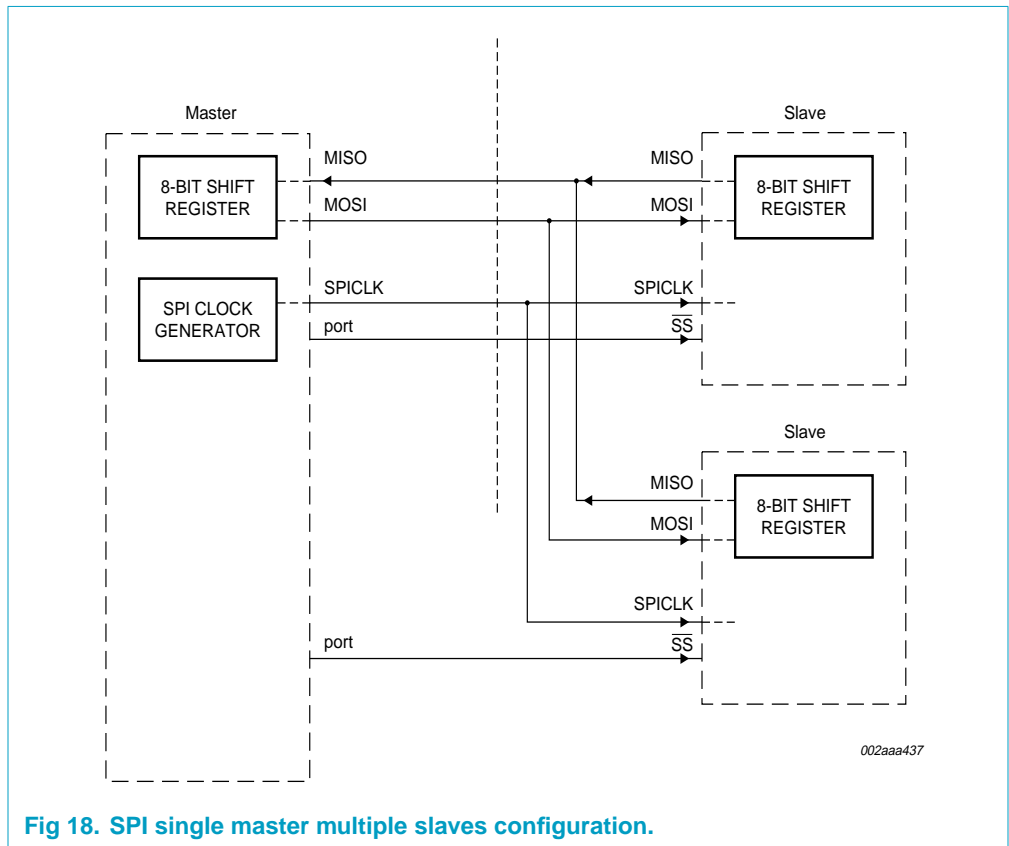 Master
Slave
MISO
MISO
8-BIT SHIFT
REGISTER
8-BIT SHIFT
REGISTER
MOSI
MOSI
SPICLK
SPICLK
SPI CLOCK
GENERATOR
port
S̅S̅
Slave
MISO
8-BIT SHIFT
REGISTER
MOSI
SPICLK
port
S̅S̅
002aaa437
Fig 18. SPI single master multiple slaves configuration.